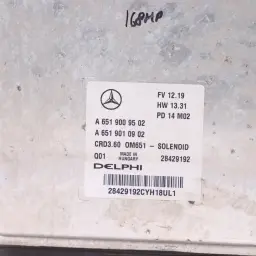 168MP
FV 12.19
HW 13.31
PD 14 M02
A 651 900 95 02
A 651 901 09 02
CRD3.60 OM651 - SOLENOID
Q01 MADE IN HUNGARY 28429192
DELPHI
28429192CYH18UL1